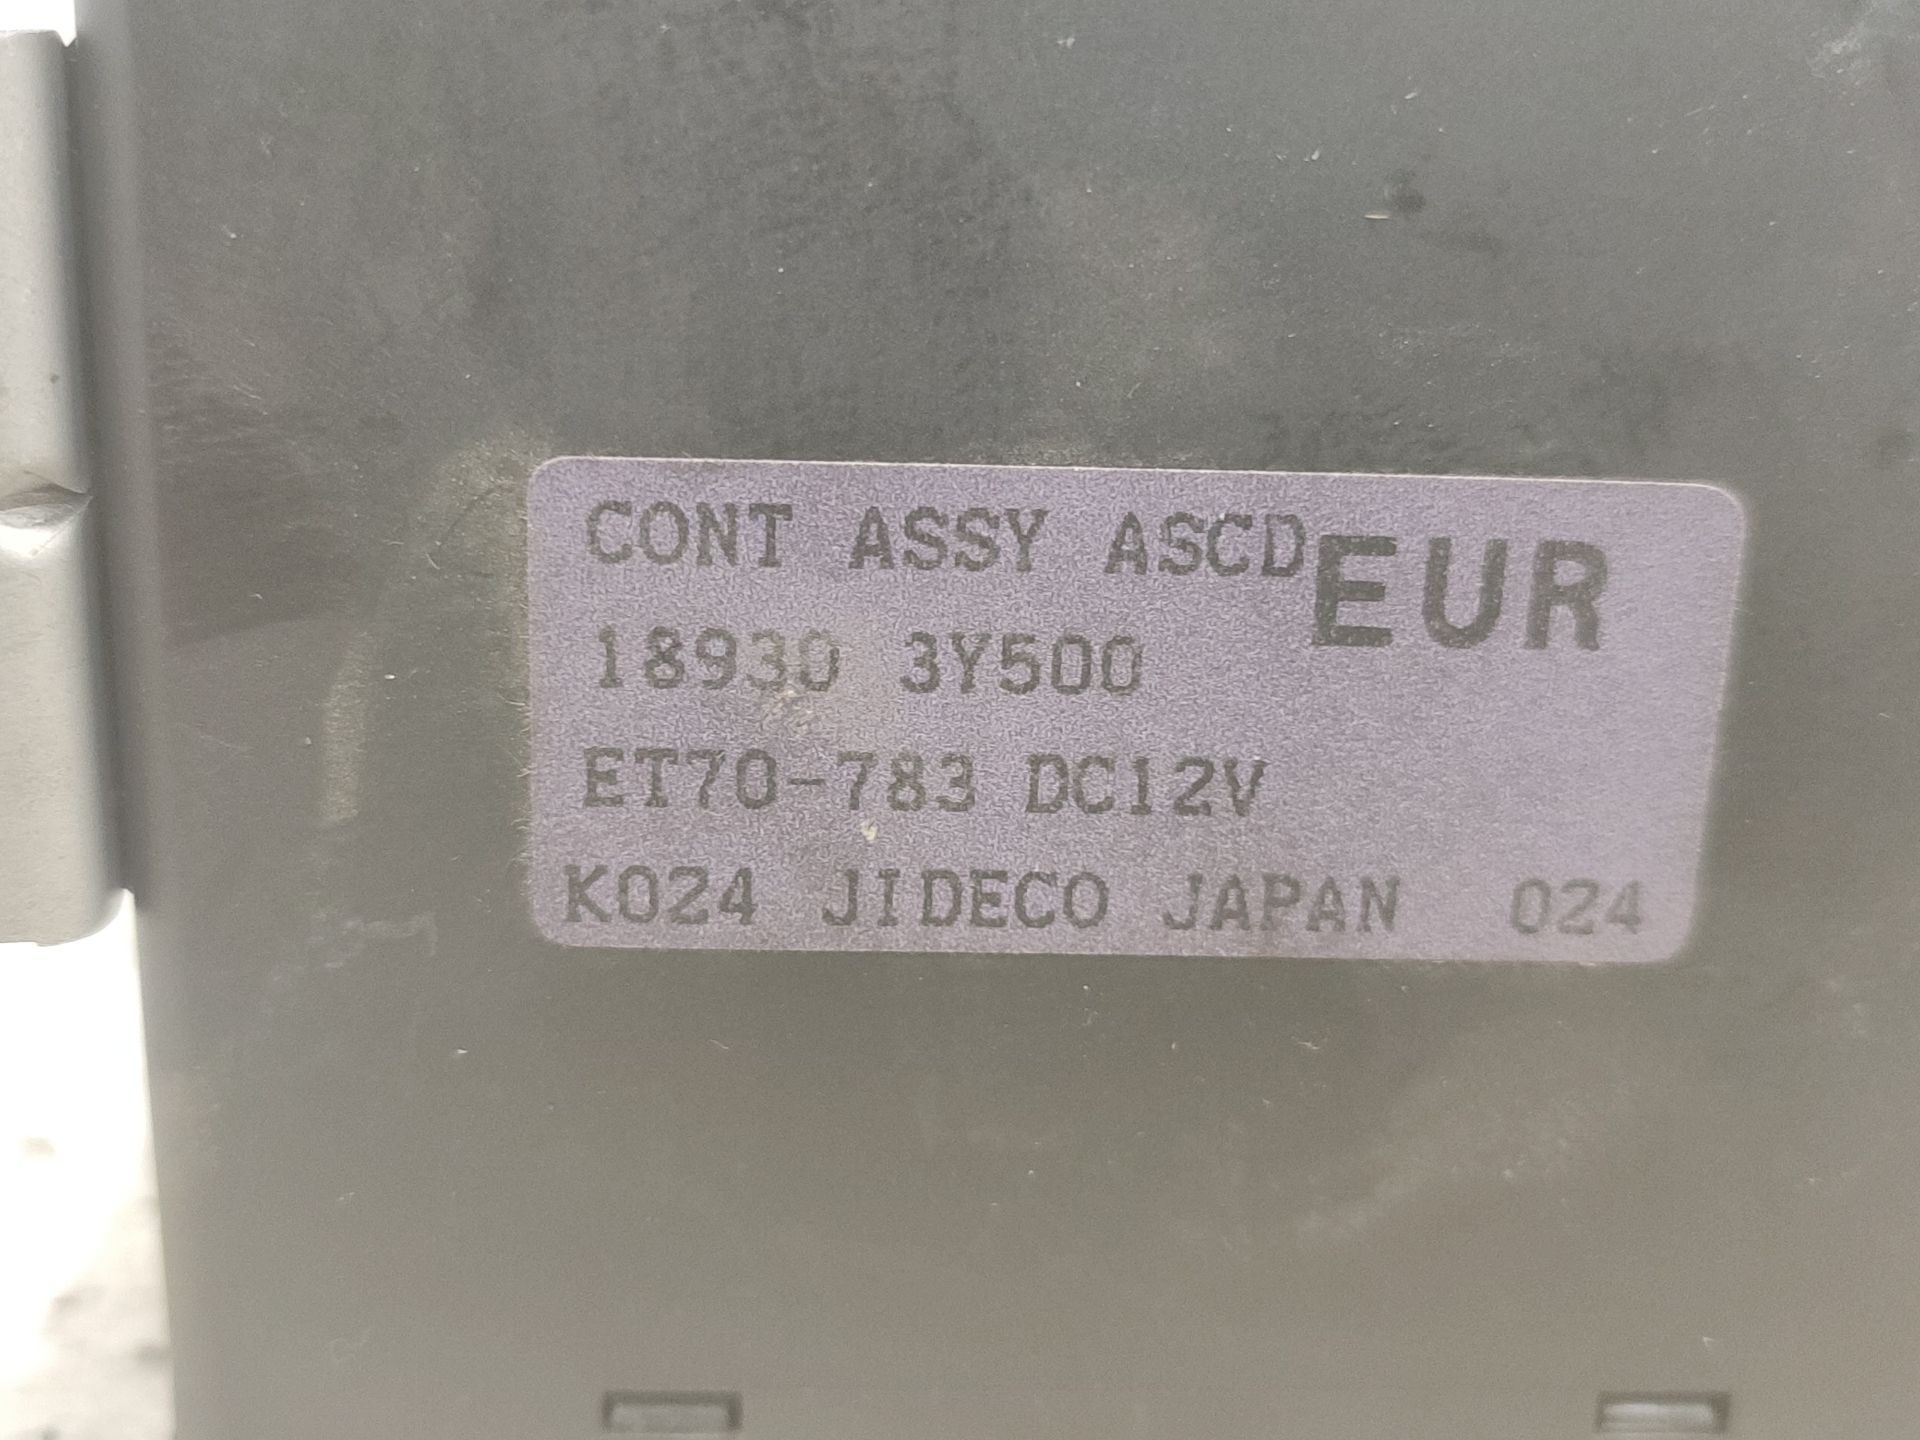 CONT ASSY ASCD EUR
18930 3Y500
ET70-783 DC12V
K024 JIDECO JAPAN 024